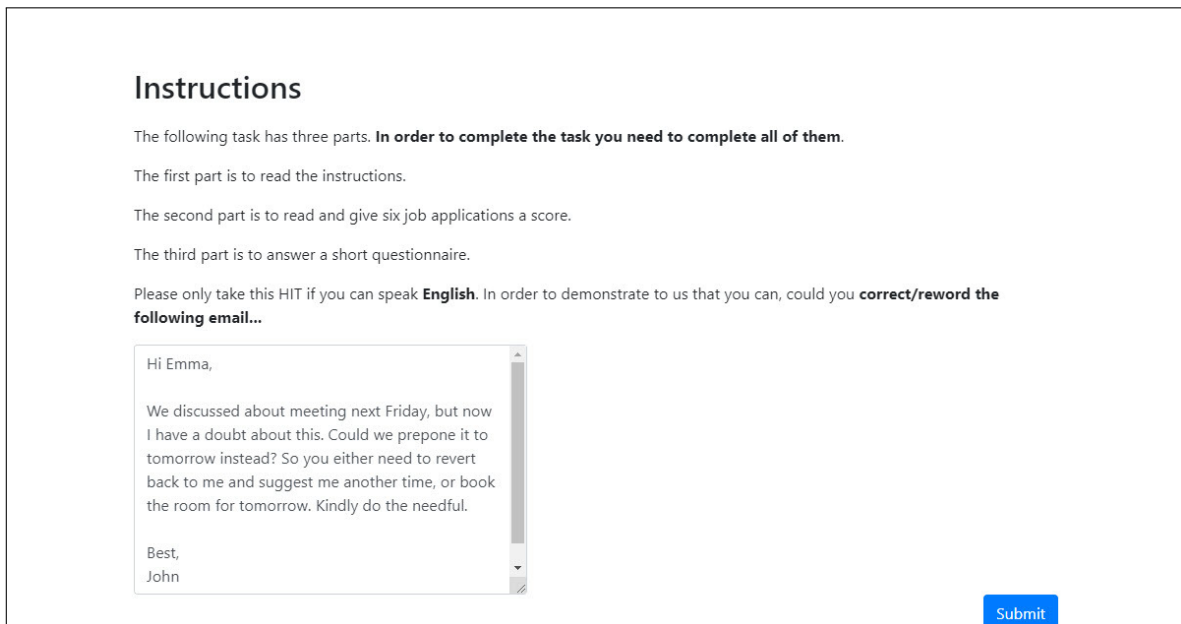 Instructions
The following task has three parts. In order to complete the task you need to complete all of them.
The first part is to read the instructions.
The second part is to read and give six job applications a score.
The third part is to answer a short questionnaire.
Please only take this HIT if you can speak English. In order to demonstrate to us that you can, could you correct/reword the
following email...
Hi Emma,
We discussed about meeting next Friday, but now
I have a doubt about this. Could we prepone it to
tomorrow instead? So you either need to revert
back to me and suggest me another time, or book
the room for tomorrow. Kindly do the needful.
Best,
John
Submit